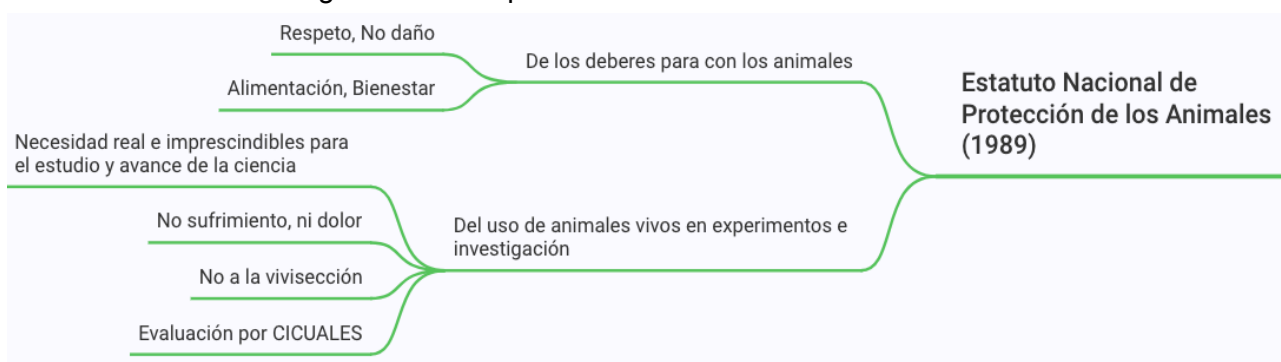 Estatuto Nacional de
Protección de los Animales
(1989)
De los deberes para con los animales
Respeto, No daño
Alimentación, Bienestar
Del uso de animales vivos en experimentos e
investigación
Necesidad real e imprescindibles para
el estudio y avance de la ciencia
No sufrimiento, ni dolor
No a la vivisección
Evaluación por CICUALES